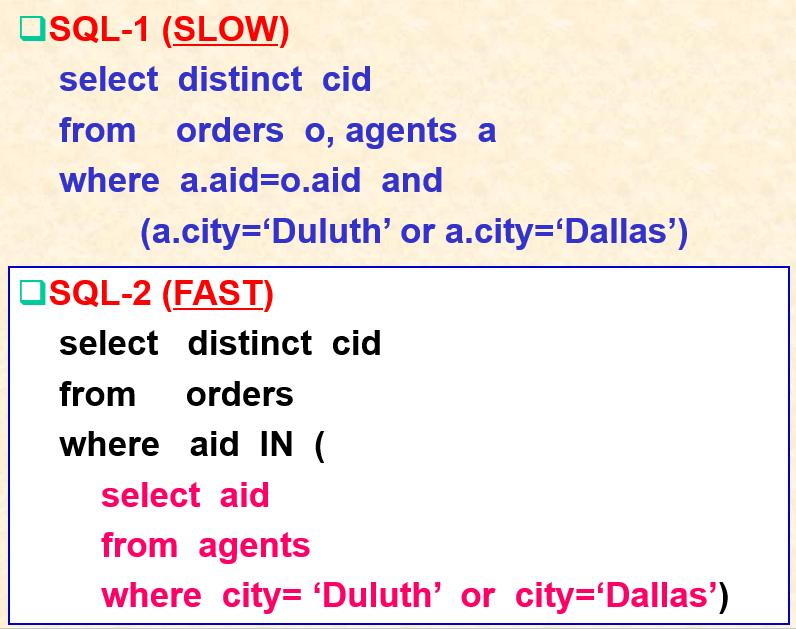 ❑SQL-1 (SLOW)
select distinct cid
from orders o, agents a
where a.aid=o.aid and
(a.city=‘Duluth’ or a.city=‘Dallas’)
❑SQL-2 (FAST)
select distinct cid
from orders
where aid IN (
select aid
from agents
where city= ‘Duluth’ or city=‘Dallas’)